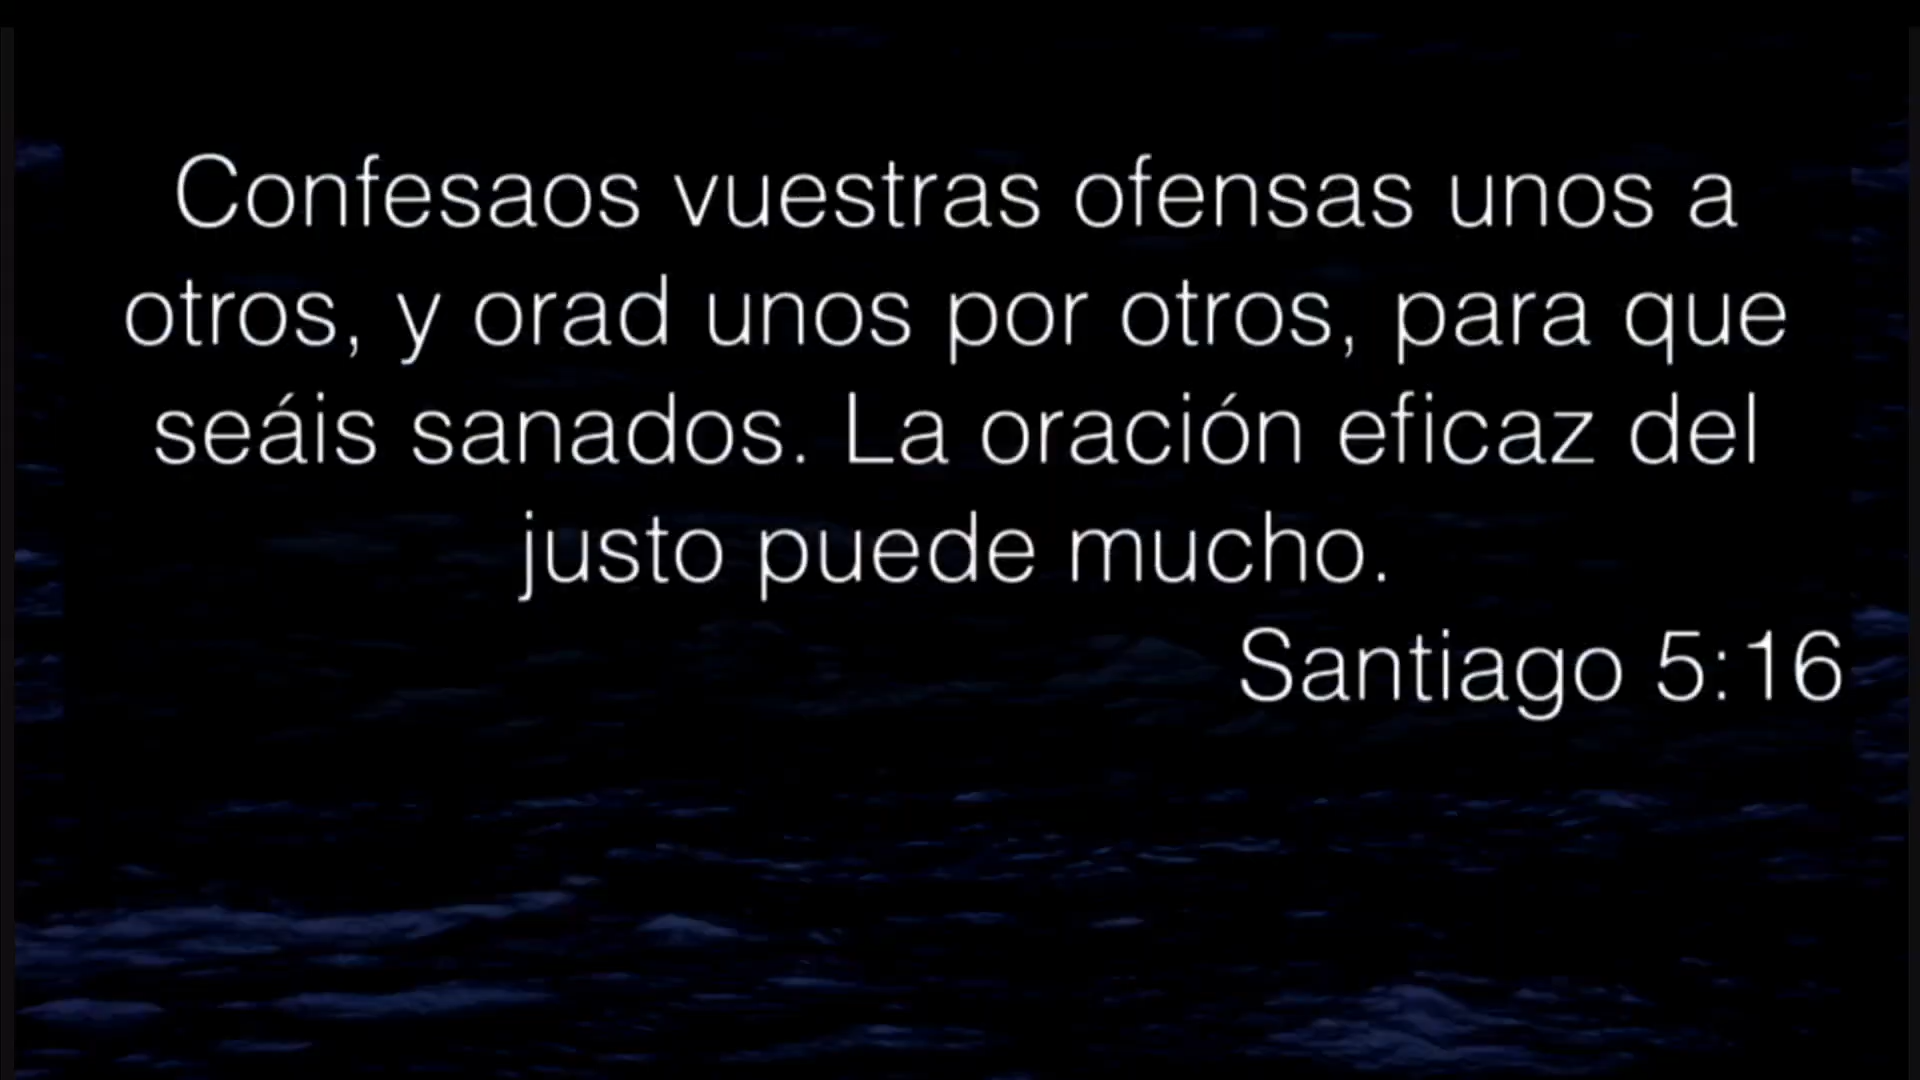 Confesaos vuestras ofensas unos a
otros, y orad unos por otros, para que
seáis sanados. La oración eficaz del
justo puede mucho.
Santiago 5:16